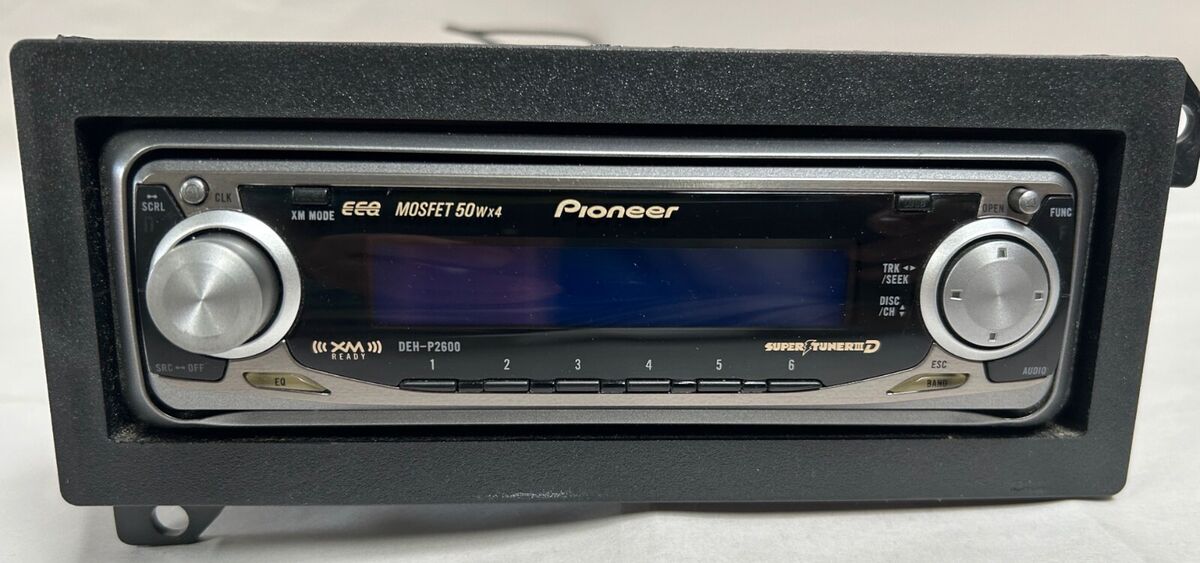 SCRL
CLK
XM MODE
EEQ
MOSFET 50W×4
Pioneer
OPEN
FUNC
TRK ◂▸
/SEEK
DISC
/CH ▴▾
(((XM)))
READY
DEH-P2600
SUPER TUNER III D
1 2 3 4 5 6
SRC ↔ OFF
EQ
ESC
BAND
AUDIO